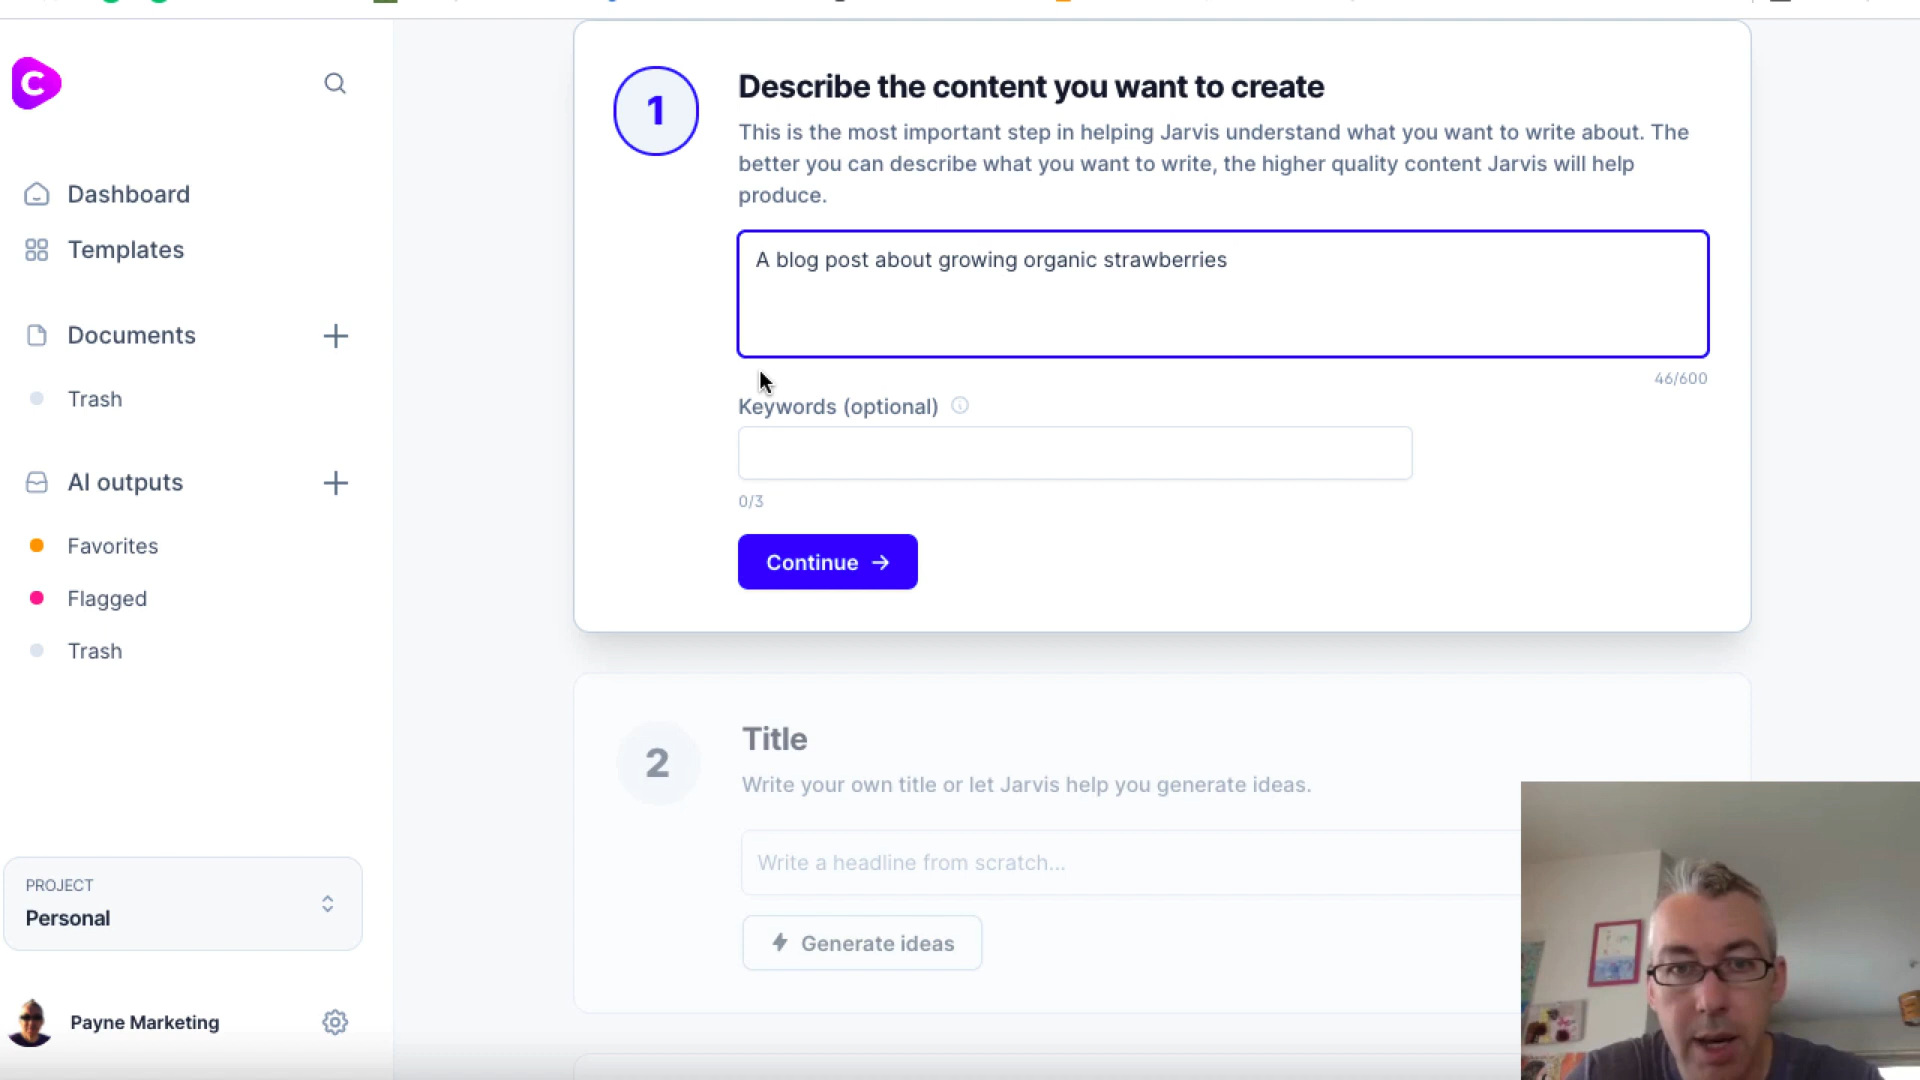 C
Dashboard
Templates
Documents
Trash
AI outputs
Favorites
Flagged
Trash
PROJECT
Personal
Payne Marketing
1
Describe the content you want to create
This is the most important step in helping Jarvis understand what you want to write about. The
better you can describe what you want to write, the higher quality content Jarvis will help
produce.
A blog post about growing organic strawberries
46/600
Keywords (optional)
0/3
Continue →
2
Title
Write your own title or let Jarvis help you generate ideas.
Write a headline from scratch...
Generate ideas